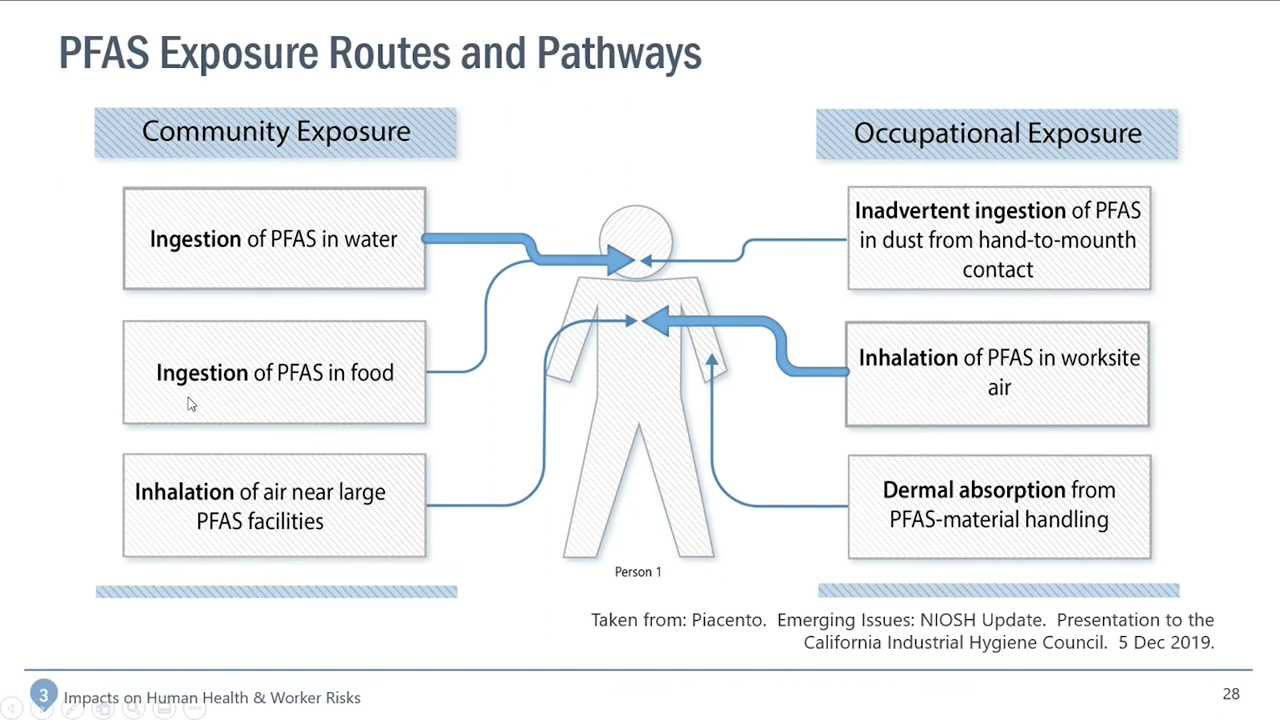 PFAS Exposure Routes and Pathways
Community Exposure
Occupational Exposure
Ingestion of PFAS in water
Ingestion of PFAS in food
Inhalation of air near large
PFAS facilities
Inadvertent ingestion of PFAS
in dust from hand-to-mounth
contact
Inhalation of PFAS in worksite
air
Dermal absorption from
PFAS-material handling
Person 1
Taken from: Piacento. Emerging Issues: NIOSH Update. Presentation to the
California Industrial Hygiene Council. 5 Dec 2019.
3 Impacts on Human Health & Worker Risks
28